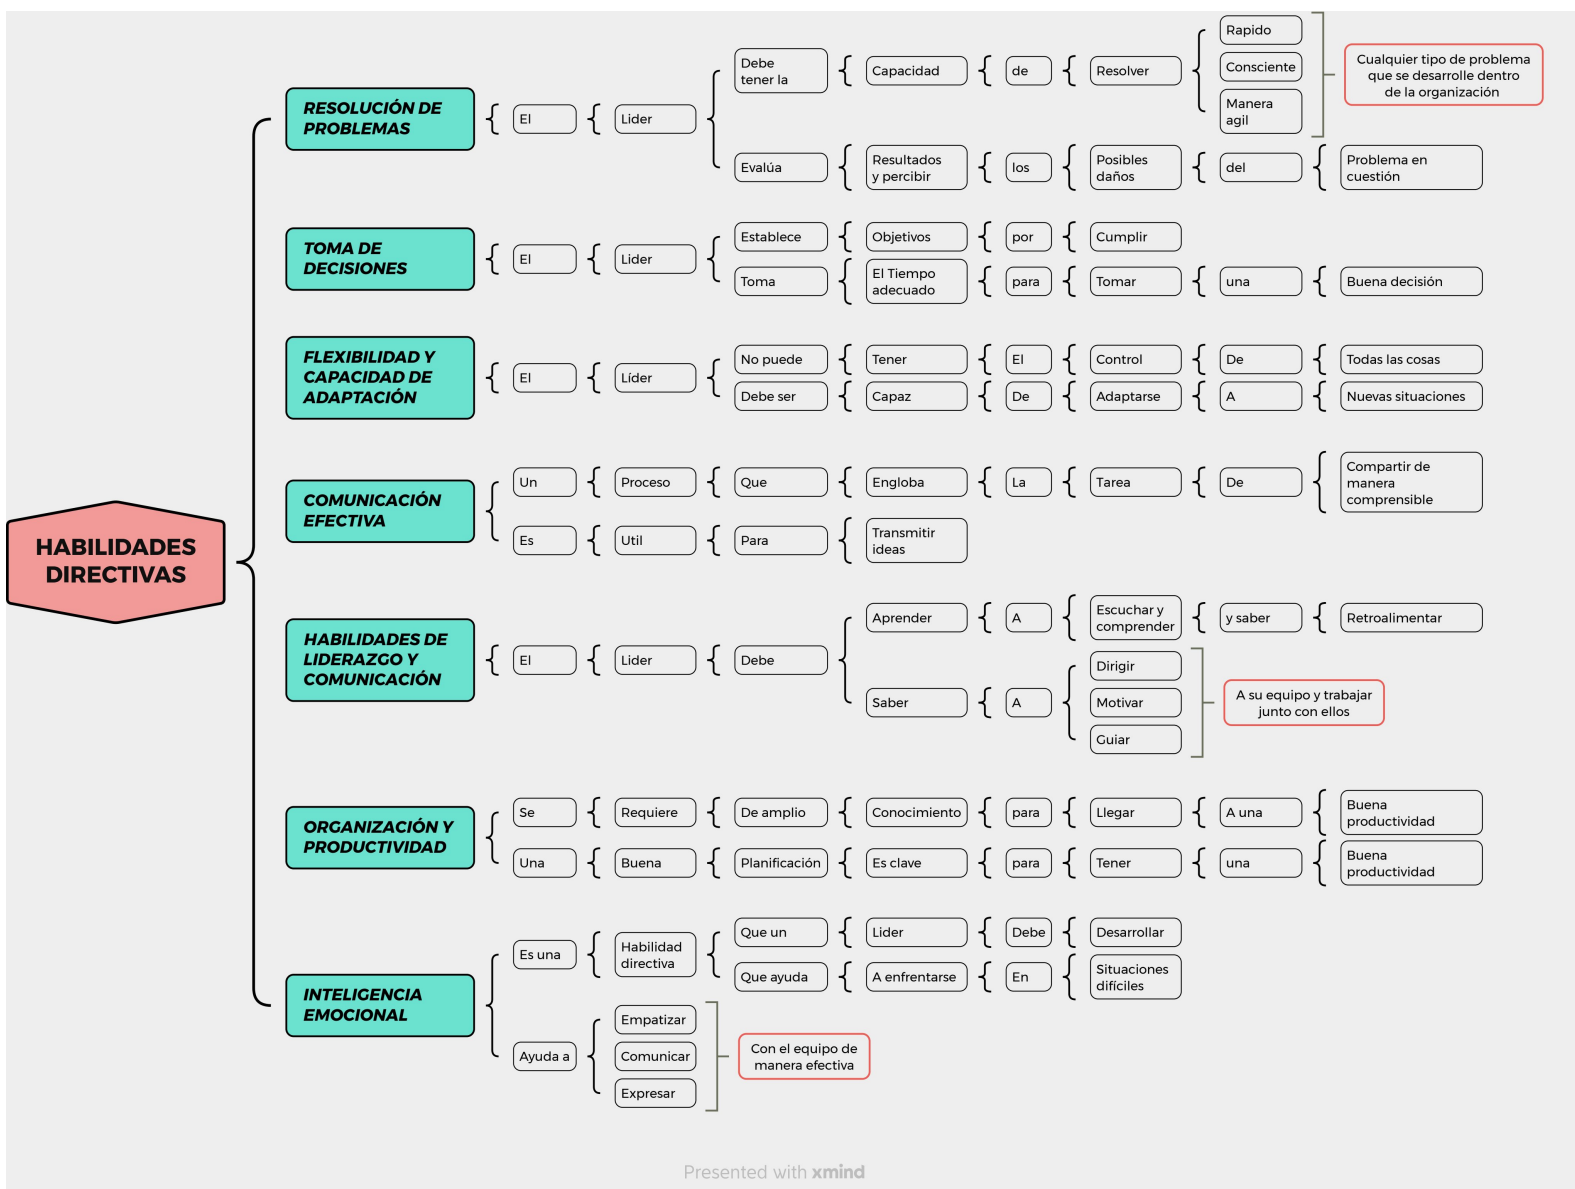 HABILIDADES
DIRECTIVAS
RESOLUCIÓN DE
PROBLEMAS
El
Lider
Debe
tener la
Capacidad
de
Resolver
Rapido
Consciente
Manera
agil
Cualquier tipo de problema
que se desarrolle dentro
de la organización
Evalúa
Resultados
y percibir
los
Posibles
daños
del
Problema en
cuestión
TOMA DE
DECISIONES
El
Lider
Establece
Objetivos
por
Cumplir
Toma
El Tiempo
adecuado
para
Tomar
una
Buena decisión
FLEXIBILIDAD Y
CAPACIDAD DE
ADAPTACIÓN
El
Líder
No puede
Tener
El
Control
De
Todas las cosas
Debe ser
Capaz
De
Adaptarse
A
Nuevas situaciones
COMUNICACIÓN
EFECTIVA
Un
Proceso
Que
Engloba
La
Tarea
De
Compartir de
manera
comprensible
Es
Util
Para
Transmitir
ideas
HABILIDADES DE
LIDERAZGO Y
COMUNICACIÓN
El
Lider
Debe
Aprender
A
Escuchar y
comprender
y saber
Retroalimentar
Saber
A
Dirigir
Motivar
Guiar
A su equipo y trabajar
junto con ellos
ORGANIZACIÓN Y
PRODUCTIVIDAD
Se
Requiere
De amplio
Conocimiento
para
Llegar
A una
Buena
productividad
Una
Buena
Planificación
Es clave
para
Tener
una
Buena
productividad
INTELIGENCIA
EMOCIONAL
Es una
Habilidad
directiva
Que un
Lider
Debe
Desarrollar
Que ayuda
A enfrentarse
En
Situaciones
difíciles
Ayuda a
Empatizar
Comunicar
Expresar
Con el equipo de
manera efectiva
Presented with xmind